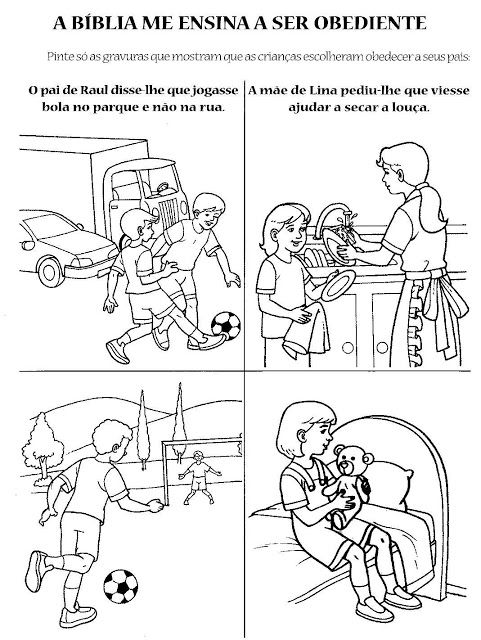 A BÍBLIA ME ENSINA A SER OBEDIENTE
Pinte só as gravuras que mostram que as crianças escolheram obedecer a seus pais:
O pai de Raul disse-lhe que jogasse
bola no parque e não na rua.
A mãe de Lina pediu-lhe que viesse
ajudar a secar a louça.